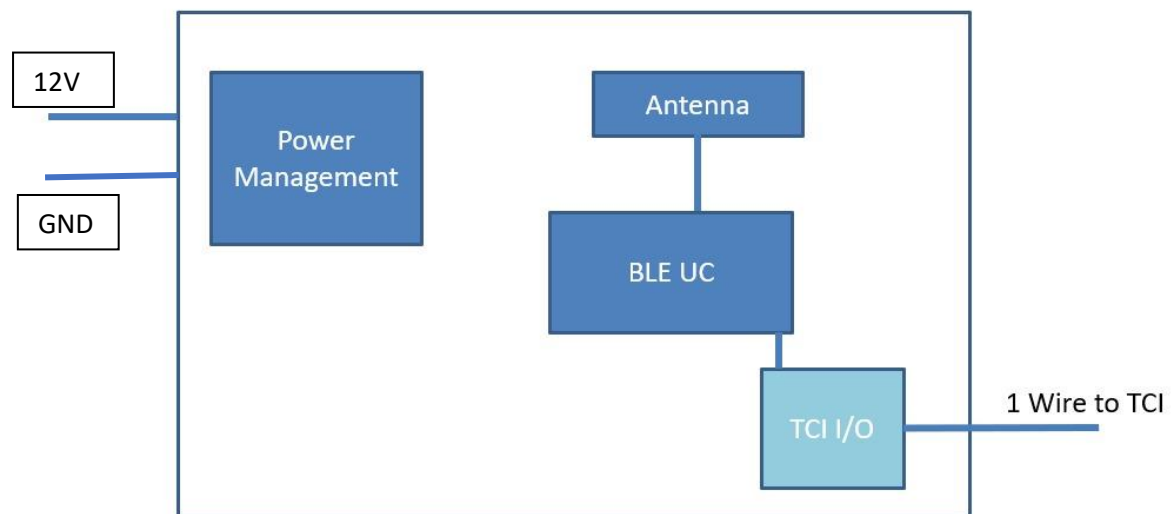 12V
GND
Power
Management
Antenna
BLE UC
TCI I/O
1 Wire to TCI